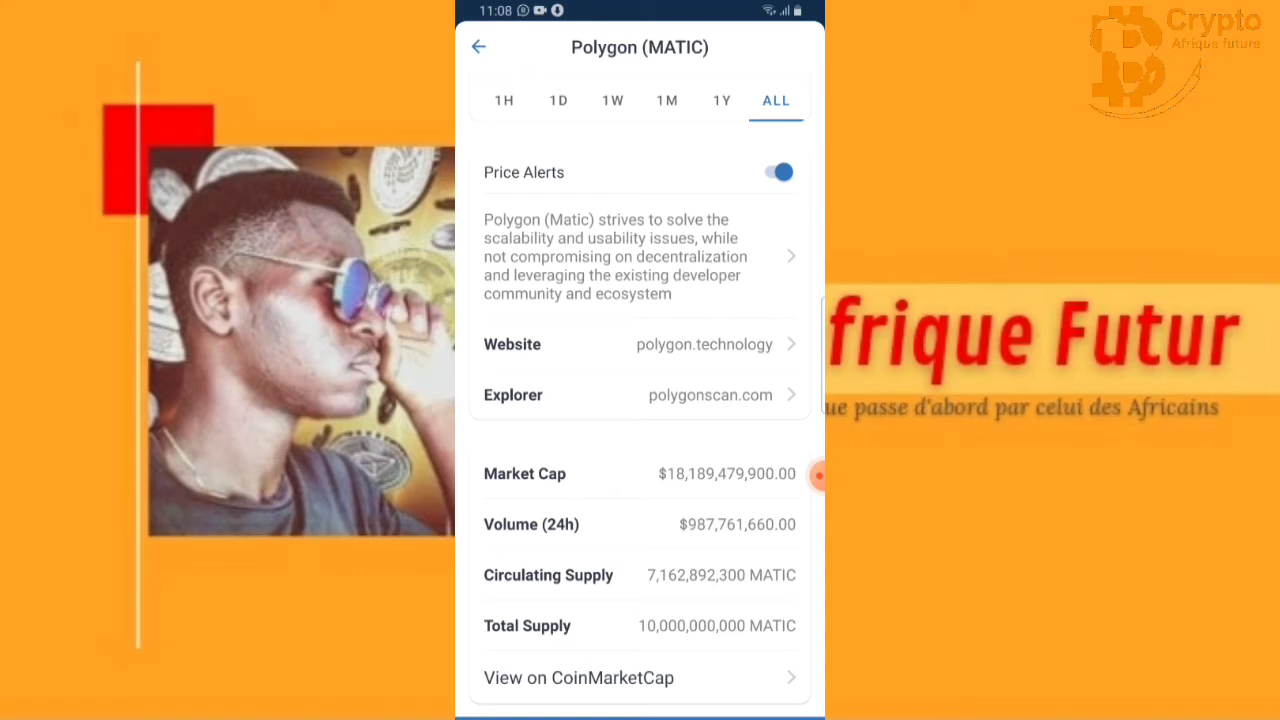 11:08
Polygon (MATIC)
1H 1D 1W 1M 1Y ALL
Price Alerts
Polygon (Matic) strives to solve the
scalability and usability issues, while
not compromising on decentralization
and leveraging the existing developer
community and ecosystem
Website polygon.technology
Explorer polygonscan.com
Market Cap $18,189,479,900.00
Volume (24h) $987,761,660.00
Circulating Supply 7,162,892,300 MATIC
Total Supply 10,000,000,000 MATIC
View on CoinMarketCap
Crypto
Afrique future
frique Futur
ue passe d'abord par celui des Africains